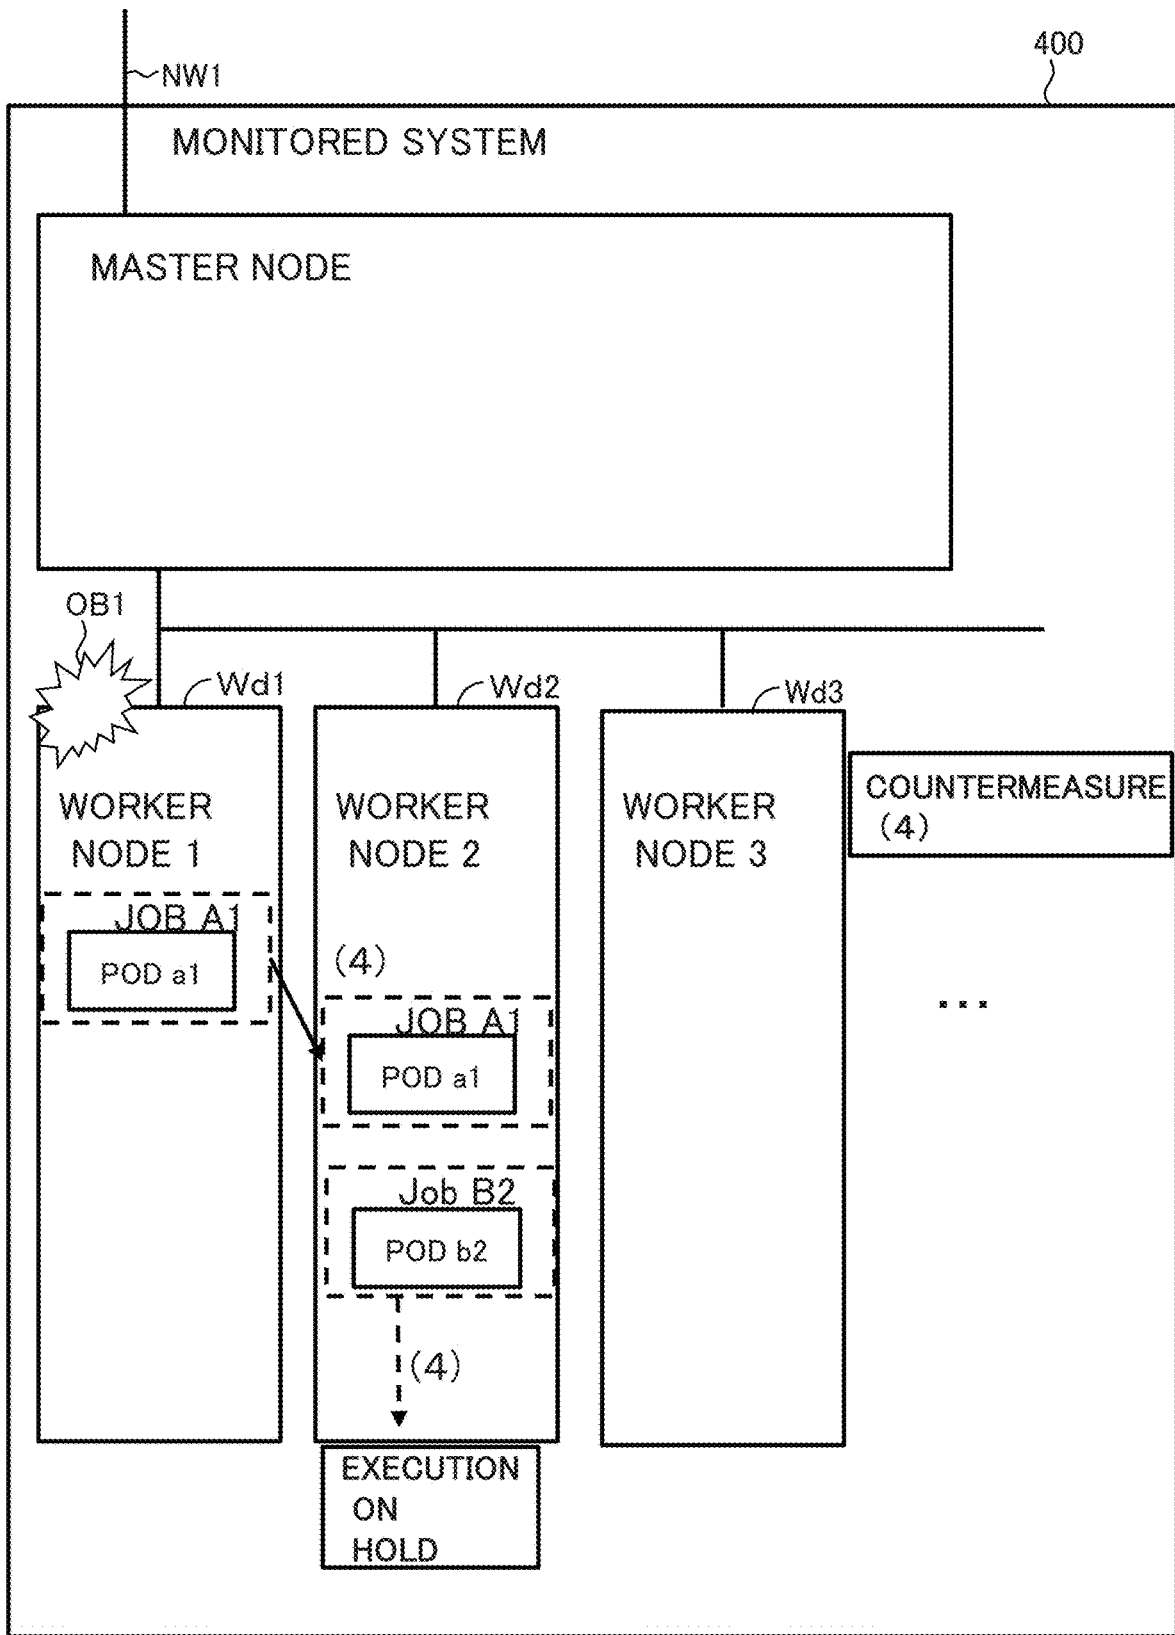 400
NW1
MONITORED SYSTEM
MASTER NODE
OB1
Wd1
Wd2
Wd3
WORKER
NODE 1
WORKER
NODE 2
WORKER
NODE 3
COUNTERMEASURE
(4)
JOB A1
POD a1
(4)
JOB A1
POD a1
...
Job B2
POD b2
(4)
EXECUTION
ON
HOLD